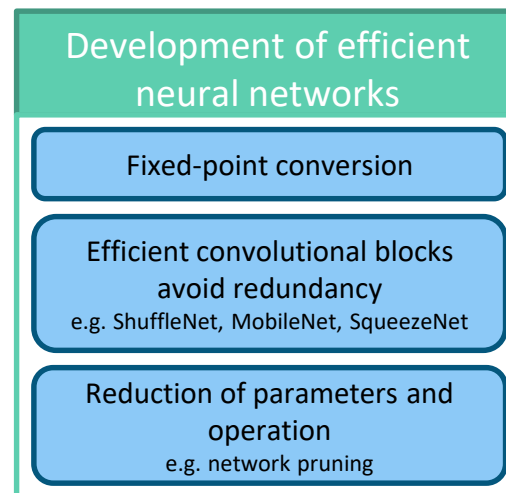 Development of efficient
neural networks
Fixed-point conversion
Efficient convolutional blocks
avoid redundancy
e.g. ShuffleNet, MobileNet, SqueezeNet
Reduction of parameters and
operation
e.g. network pruning